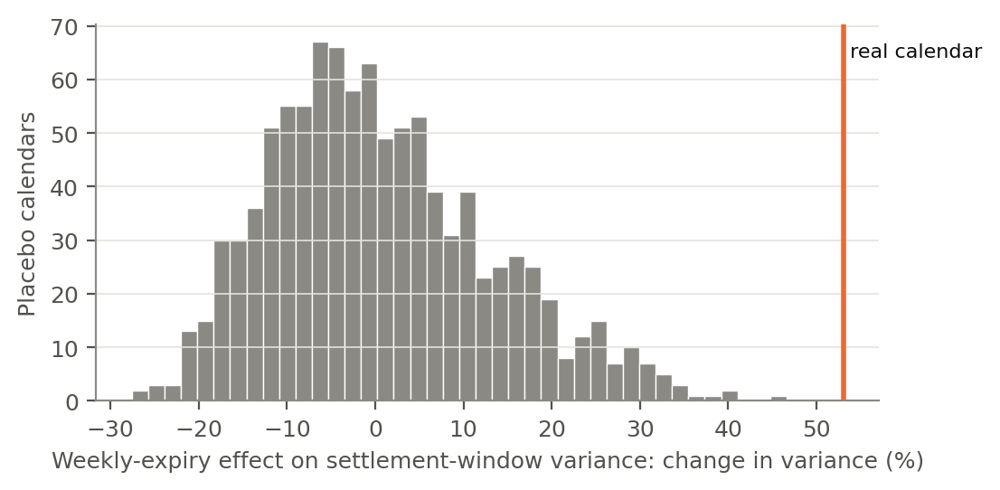 70
60
50
40
30
20
10
0
Placebo calendars
real calendar
−30 −20 −10 0 10 20 30 40 50
Weekly-expiry effect on settlement-window variance: change in variance (%)